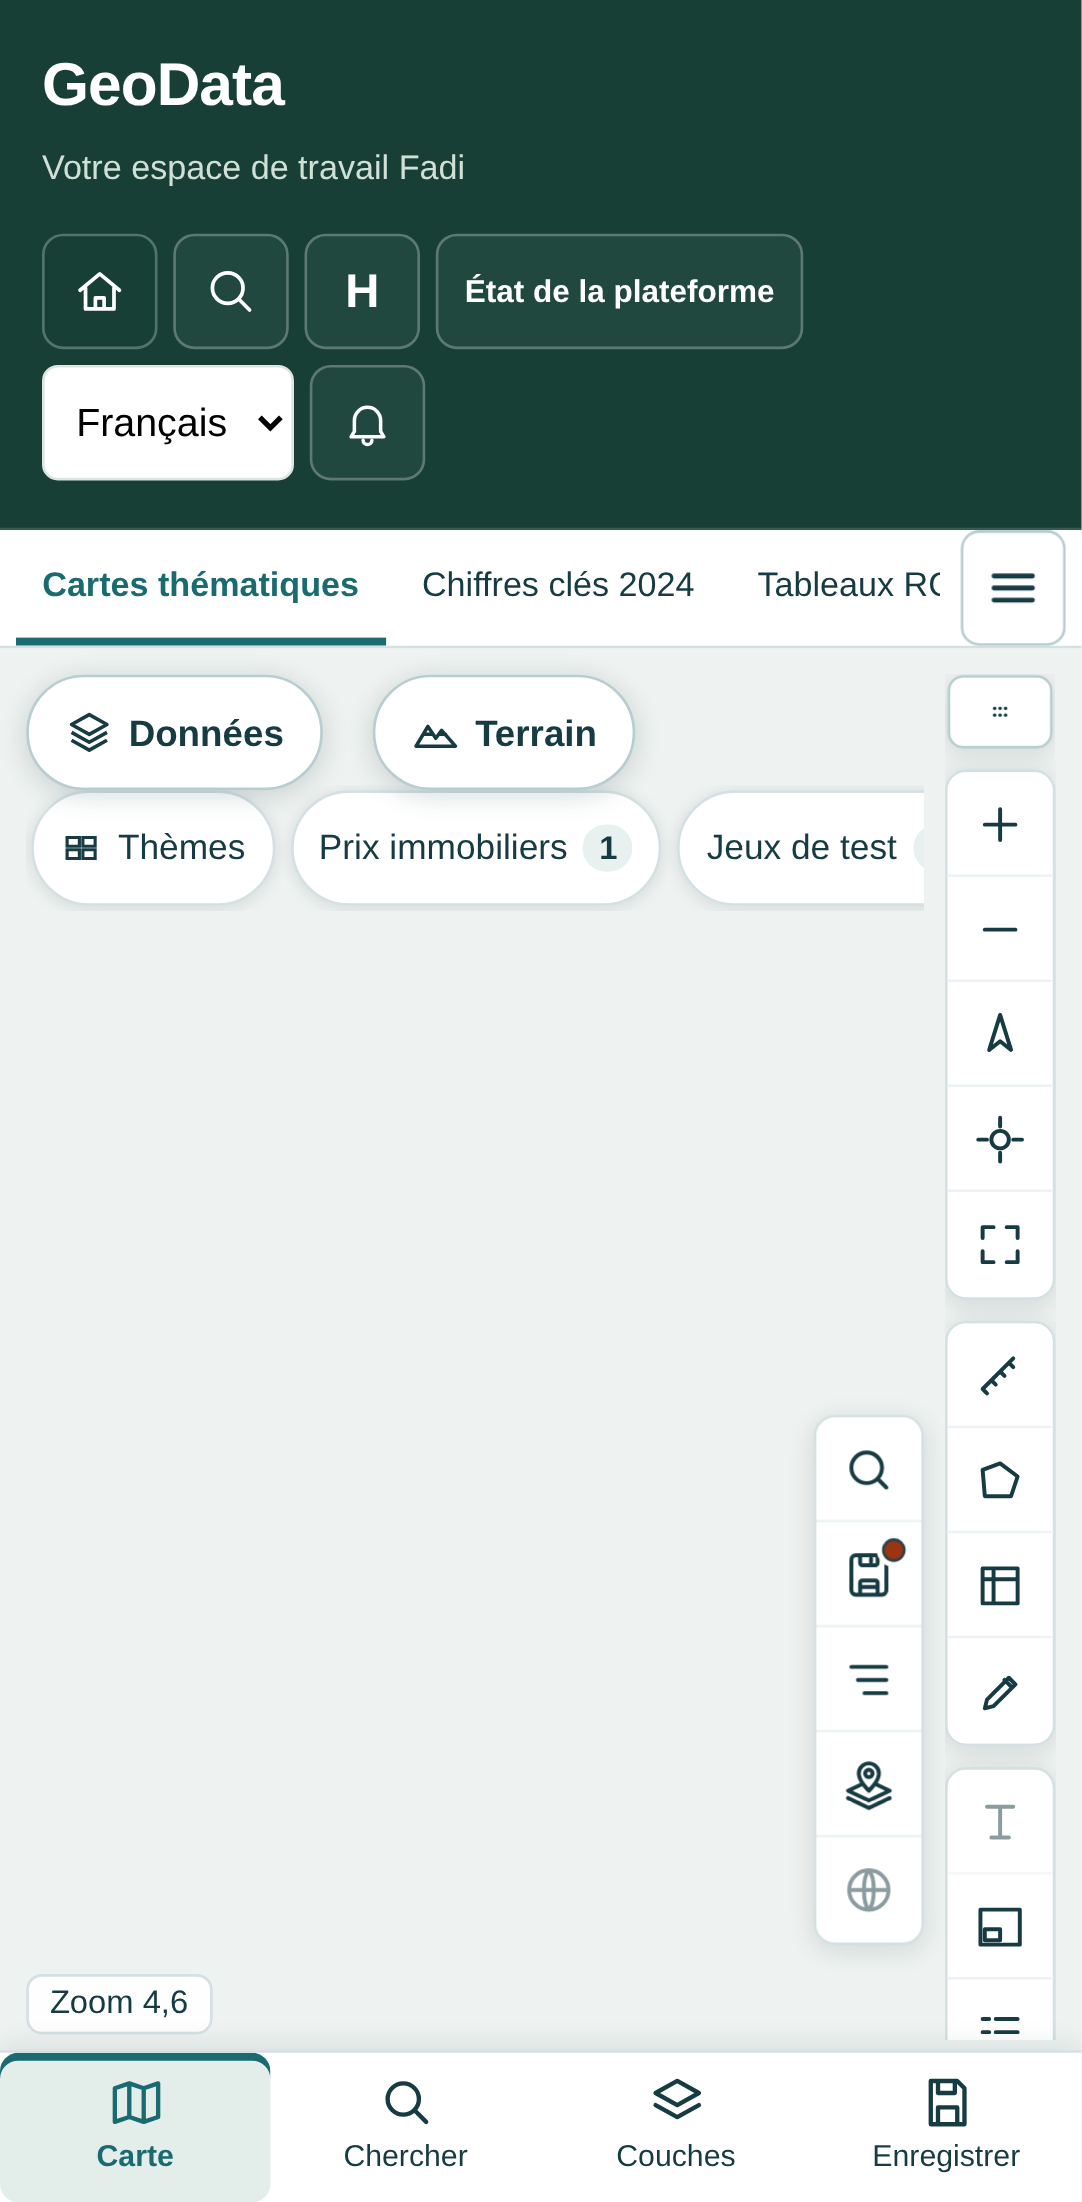 GeoData
Votre espace de travail Fadi
H
État de la plateforme
Français
Cartes thématiques
Chiffres clés 2024
Tableaux
Données
Terrain
Thèmes
Prix immobiliers 1
Jeux de test
Zoom 4,6
Carte
Chercher
Couches
Enregistrer